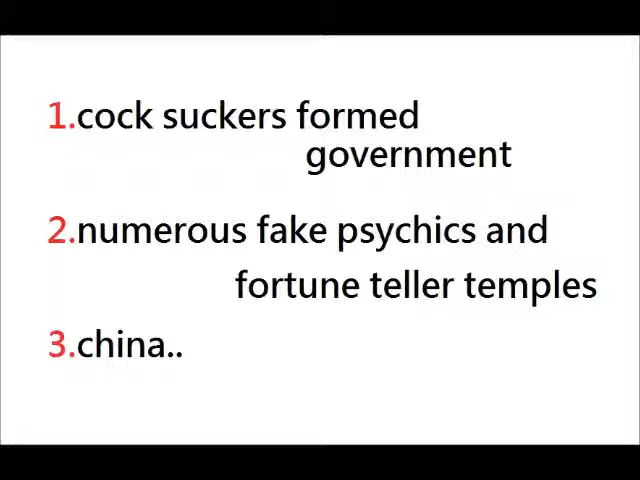 1.cock suckers formed
government
2.numerous fake psychics and
fortune teller temples
3.china..